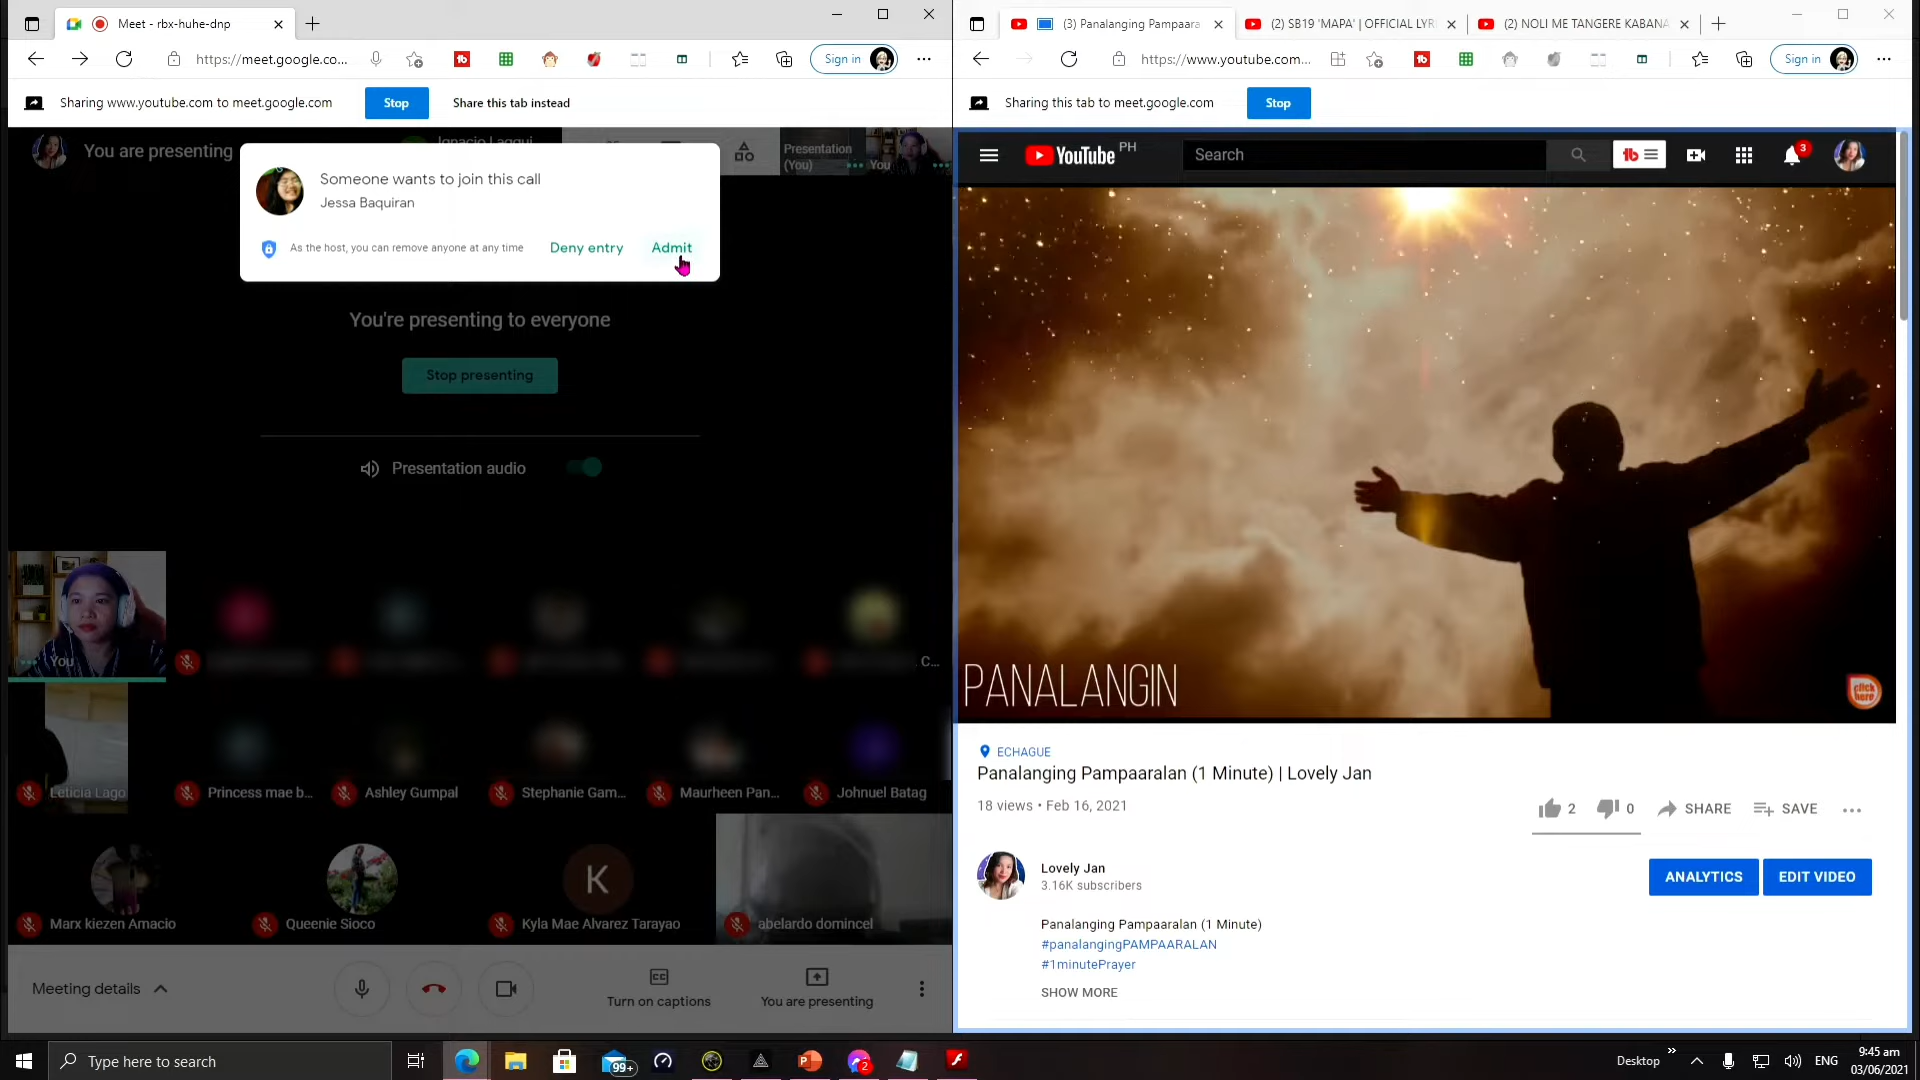 Meet - rbx-huhe-dnp
https://meet.google.co...
Sign in
Sharing www.youtube.com to meet.google.com
Stop
Share this tab instead
You are presenting
Ignacio Laggui
Presentation
(You)
You
Someone wants to join this call
Jessa Baquiran
As the host, you can remove anyone at any time
Deny entry
Admit
You're presenting to everyone
Stop presenting
Presentation audio
You
C...
Leticia Lago
Princess mae b...
Ashley Gumpal
Stephanie Gam...
Maurheen Pan...
Johnuel Batag
Marx kiezen Amacio
Queenie Sioco
K
Kyla Mae Alvarez Tarayao
abelardo domincel
Meeting details
Turn on captions
You are presenting
(3) Panalanging Pampaara
(2) SB19 'MAPA' | OFFICIAL LYR
(2) NOLI ME TANGERE KABANA
https://www.youtube.com...
Sign in
Sharing this tab to meet.google.com
Stop
YouTube PH
Search
tb
3
PANALANGIN
click here
ECHAGUE
Panalanging Pampaaralan (1 Minute) | Lovely Jan
18 views • Feb 16, 2021
2
0
SHARE
SAVE
Lovely Jan
3.16K subscribers
ANALYTICS
EDIT VIDEO
Panalanging Pampaaralan (1 Minute)
#panalangingPAMPAARALAN
#1minutePrayer
SHOW MORE
Type here to search
99+
2
Desktop
ENG
9:45 am
03/06/2021